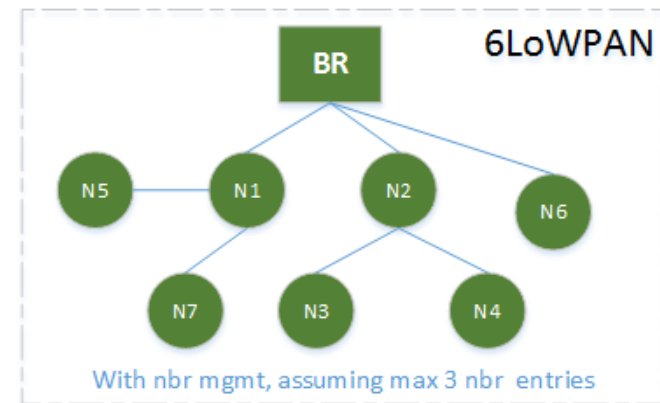 6LoWPAN
BR
N5
N1
N2
N6
N7
N3
N4
With nbr mgmt, assuming max 3 nbr entries